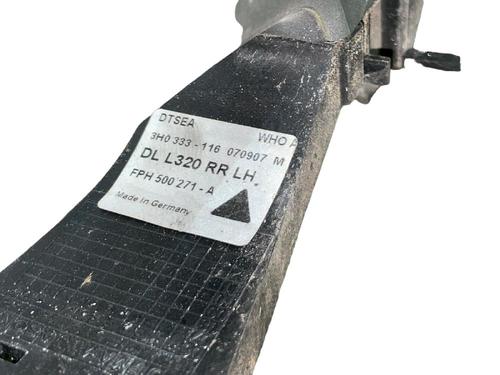 DTSEA WHO A
3H0 333 - 116 070907 M
DL L320 RR LH
FPH 500 271 - A
Made in Germany